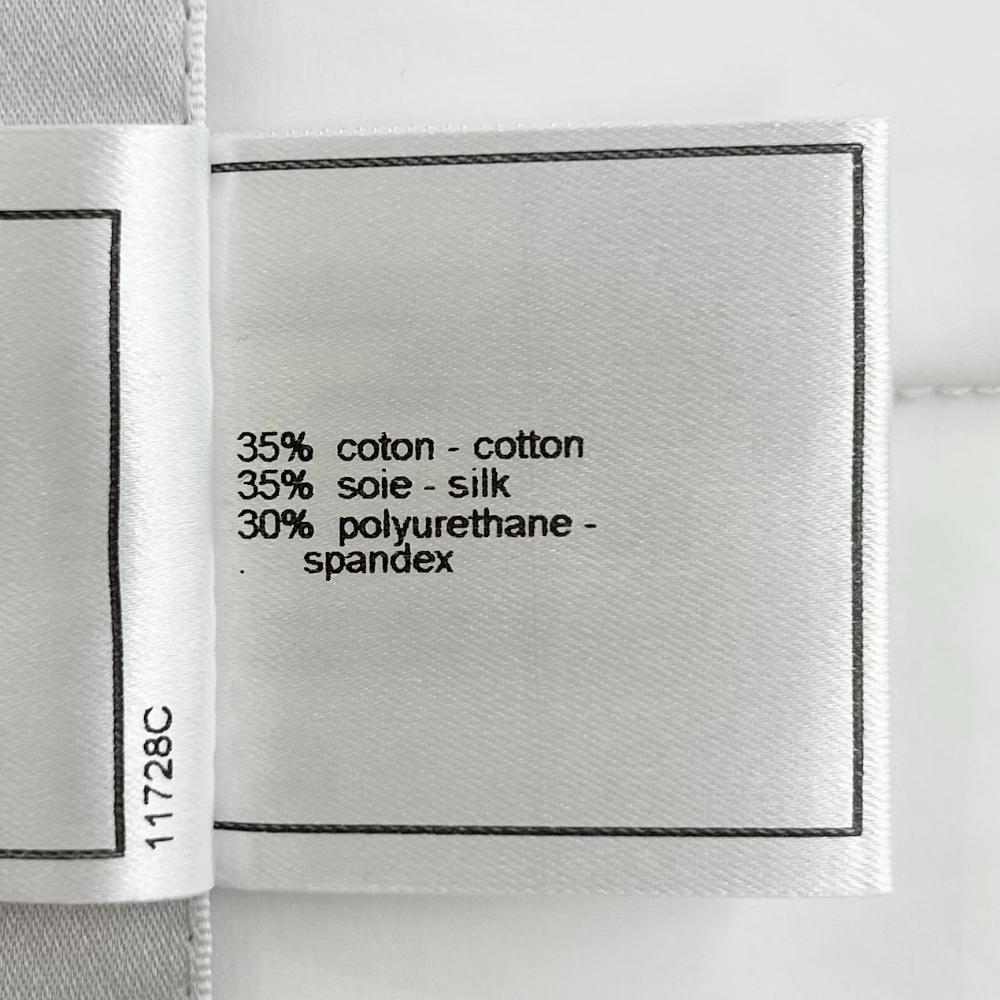 35% coton - cotton
35% soie - silk
30% polyurethane -
. spandex
11728C